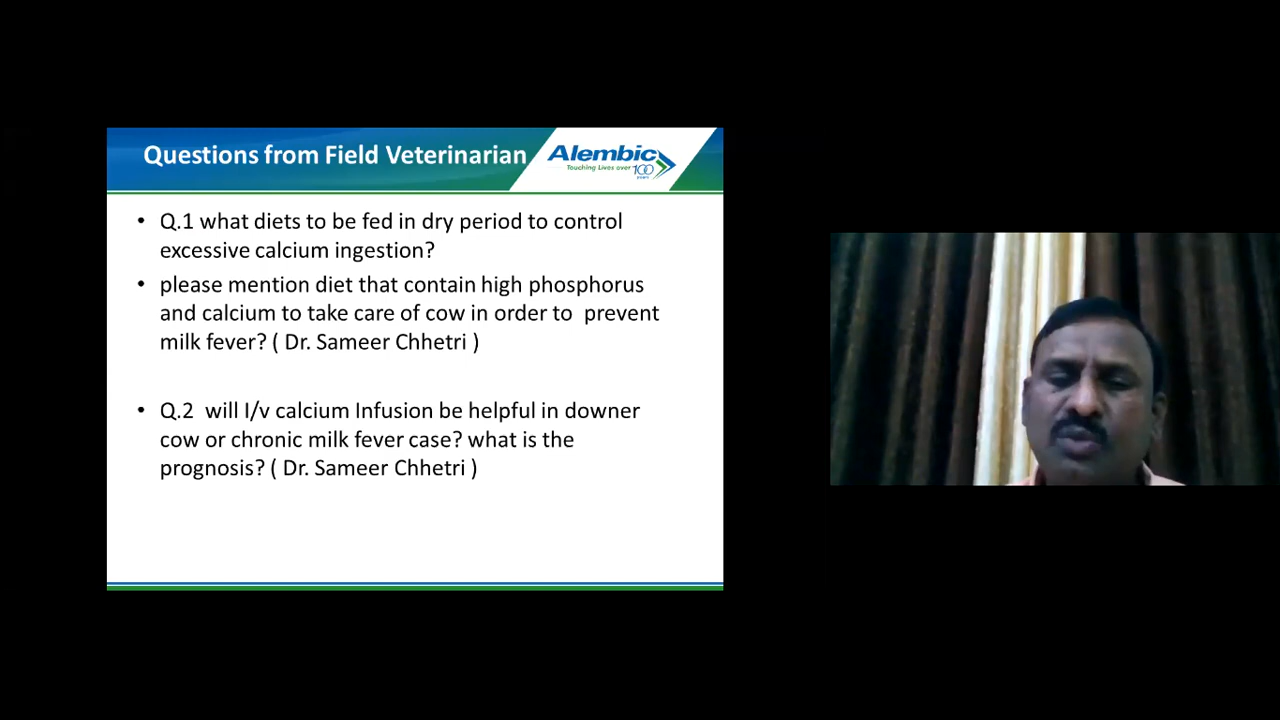 Questions from Field Veterinarian
Alembic
Touching Lives over 100 years
• Q.1 what diets to be fed in dry period to control
excessive calcium ingestion?
• please mention diet that contain high phosphorus
and calcium to take care of cow in order to prevent
milk fever? ( Dr. Sameer Chhetri )
• Q.2 will I/v calcium Infusion be helpful in downer
cow or chronic milk fever case? what is the
prognosis? ( Dr. Sameer Chhetri )